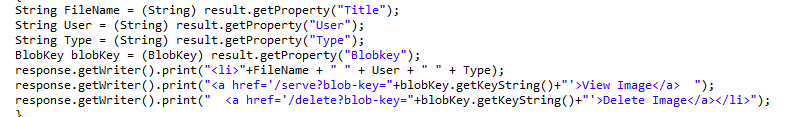 String FileName = (String) result.getProperty("Title");
String User = (String) result.getProperty("User");
String Type = (String) result.getProperty("Type");
BlobKey blobKey = (BlobKey) result.getProperty("Blobkey");
response.getWriter().print("<li>"+FileName + " " + User + " " + Type);
response.getWriter().print("<a href='/serve?blob-key="+blobKey.getKeyString()+"'>View Image</a>  ");
response.getWriter().print("  <a href='/delete?blob-key="+blobKey.getKeyString()+"'>Delete Image</a></li>");
}